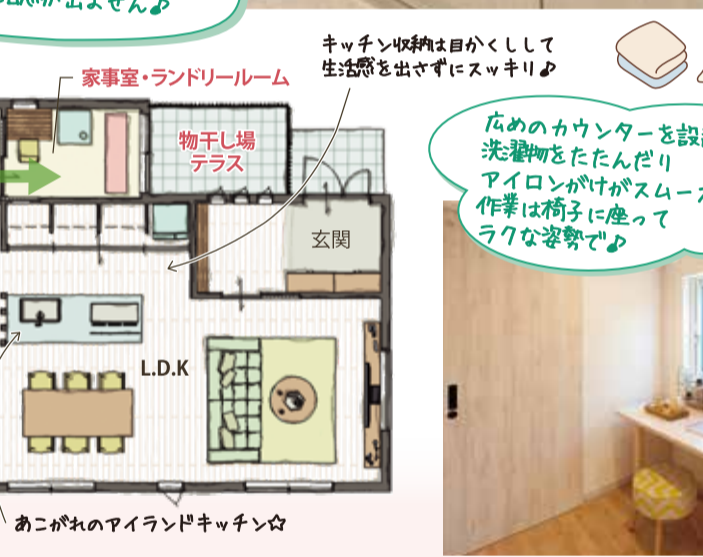 出ません♪
キッチン収納は目かくしして
生活感を出さずにスッキリ♪
家事室・ランドリールーム
物干し場
テラス
広めのカウンターを設
洗濯物をたたんだり
アイロンがけがスムー
作業は椅子に座って
ラクな姿勢で♪
玄関
L.D.K
あこがれのアイランドキッチン☆